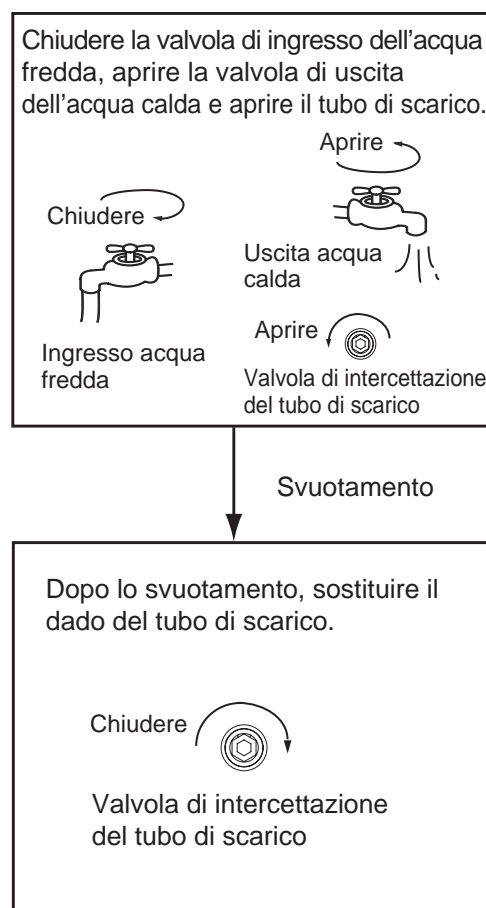 Chiudere la valvola di ingresso dell'acqua
fredda, aprire la valvola di uscita
dell'acqua calda e aprire il tubo di scarico.
Aprire
Chiudere
Uscita acqua
calda
Ingresso acqua
fredda
Aprire
Valvola di intercettazione
del tubo di scarico
Svuotamento
Dopo lo svuotamento, sostituire il
dado del tubo di scarico.
Chiudere
Valvola di intercettazione
del tubo di scarico